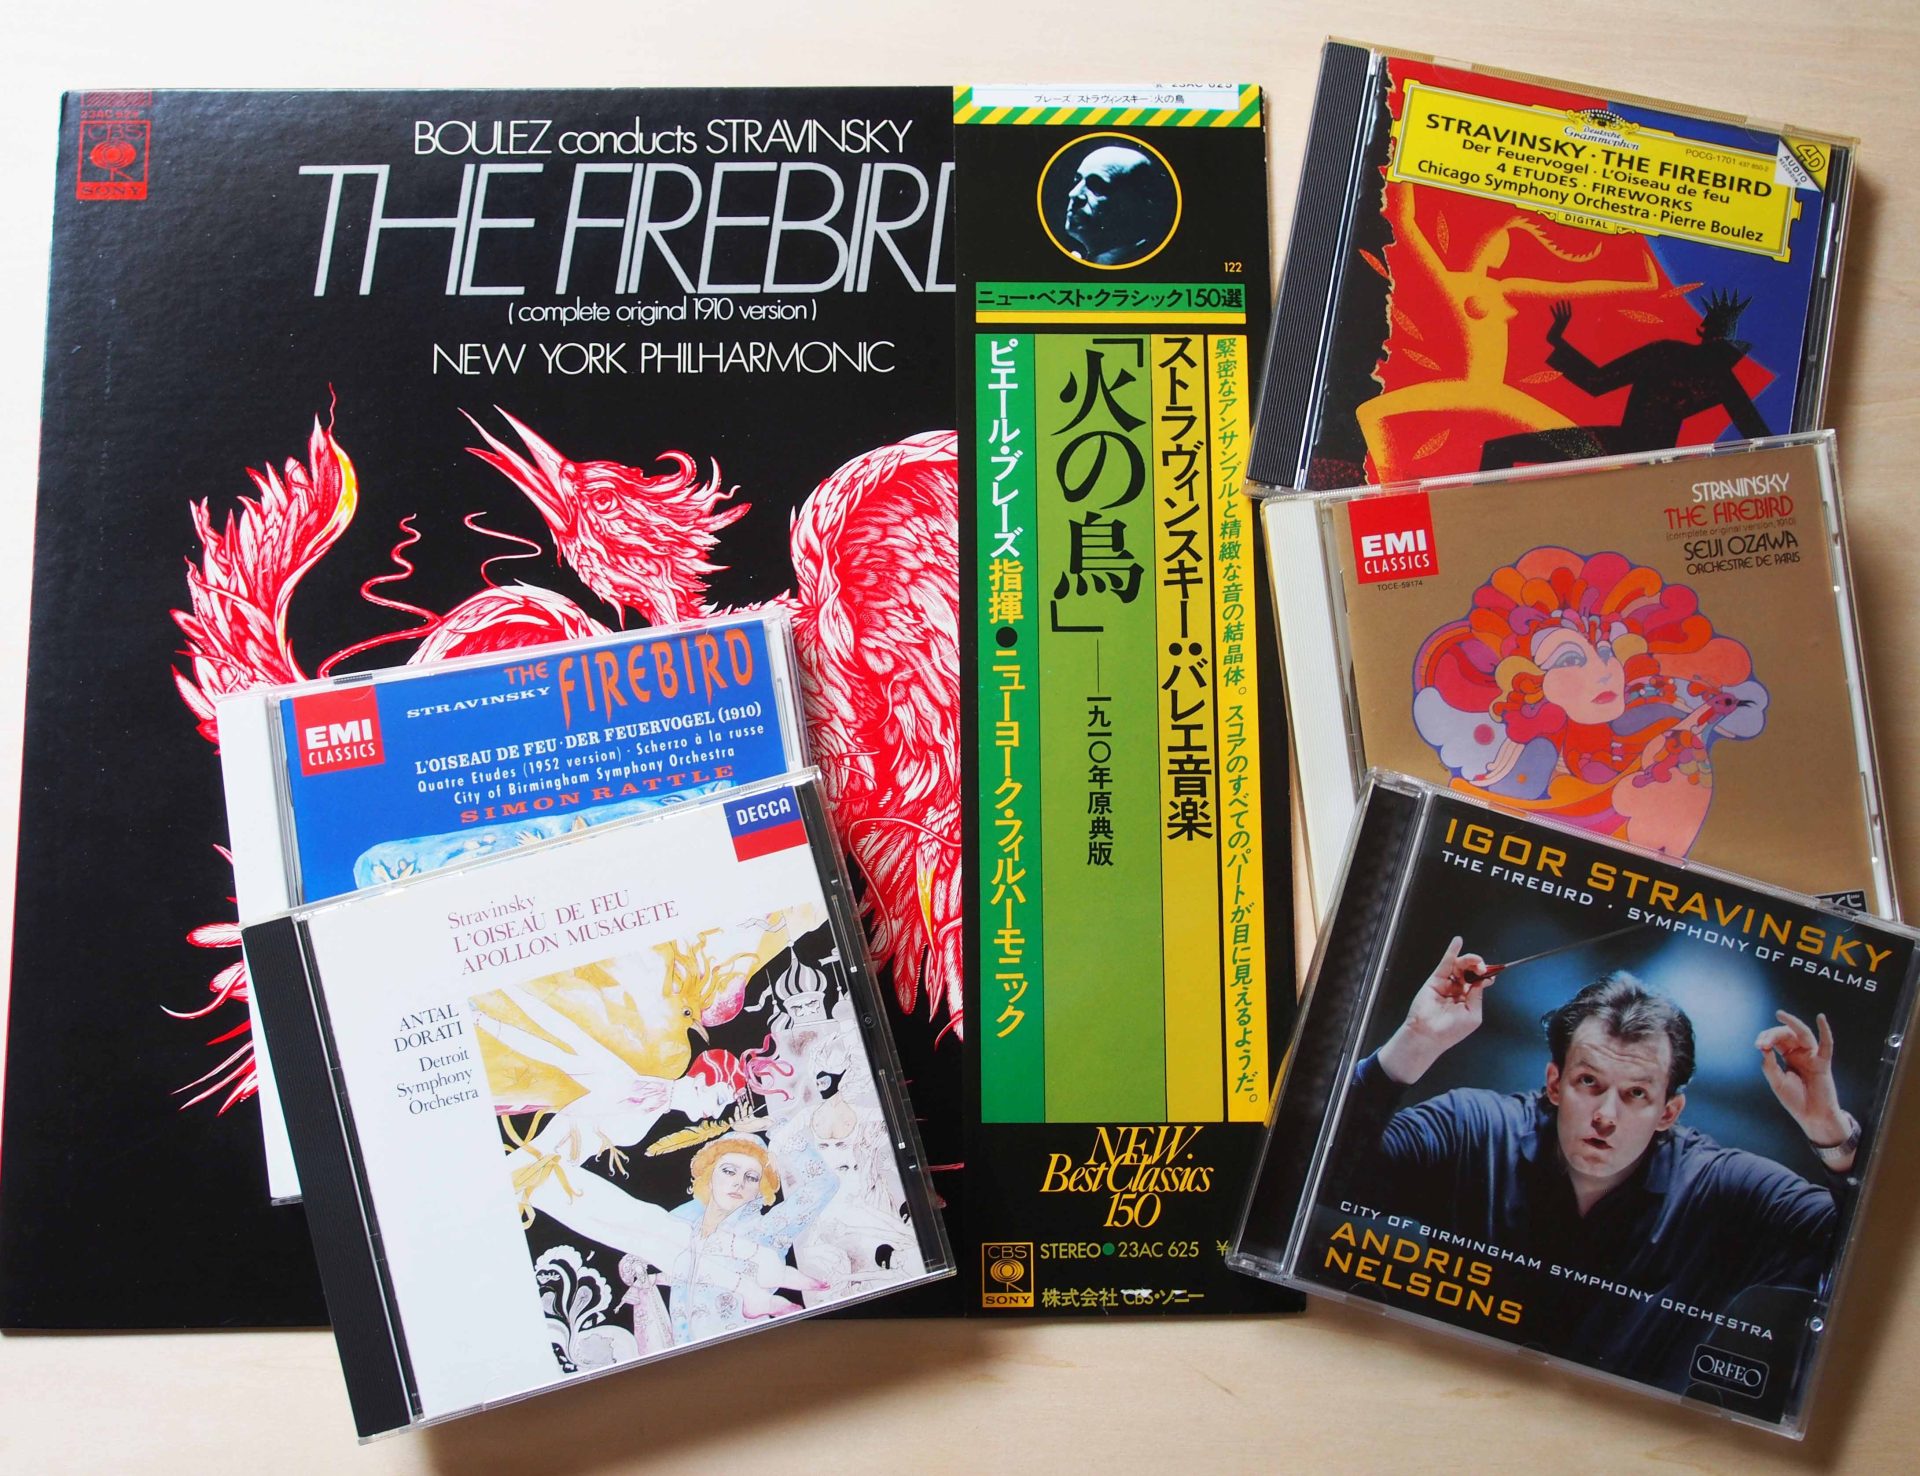 CBS
SONY
BOULEZ conducts STRAVINSKY
THE FIREBIRD
( complete original 1910 version )
NEW YORK PHILHARMONIC
23AC 625
ブレーズ ストラヴィンスキー：火の鳥
122
ニュー・ベスト・クラシック150選
緊密なアンサンブルと精緻な音の結晶体。スコアのすべてのパートが目に見えるようだ。
ストラヴィンスキー：バレエ音楽
「火の鳥」――一九一〇年原典版
ピエール・ブレーズ指揮●ニューヨーク・フィルハーモニック
NEW
Best Classics
150
CBS
SONY
STEREO●23AC 625 ¥
株式会社 CBS・ソニー
Deutsche
Grammophon
STRAVINSKY · THE FIREBIRD
POCG-1701
Der Feuervogel · L'Oiseau de feu
4 ETUDES · FIREWORKS
Chicago Symphony Orchestra · Pierre Boulez
DIGITAL
4D
AUDIO
RECORDING
EMI
CLASSICS
TOCE-59174
STRAVINSKY
THE FIREBIRD
(complete original version, 1910)
SEIJI OZAWA
ORCHESTRE DE PARIS
IGOR STRAVINSKY
THE FIREBIRD · SYMPHONY OF PSALMS
CITY OF BIRMINGHAM SYMPHONY ORCHESTRA
ANDRIS
NELSONS
ORFEO
EMI
CLASSICS
THE FIREBIRD
STRAVINSKY
L'OISEAU DE FEU · DER FEUERVOGEL (1910)
Quatre Etudes (1952 version) · Scherzo à la russe
City of Birmingham Symphony Orchestra
SIMON RATTLE
DECCA
Stravinsky
L'OISEAU DE FEU
APOLLON MUSAGETE
ANTAL
DORATI
Detroit
Symphony
Orchestra